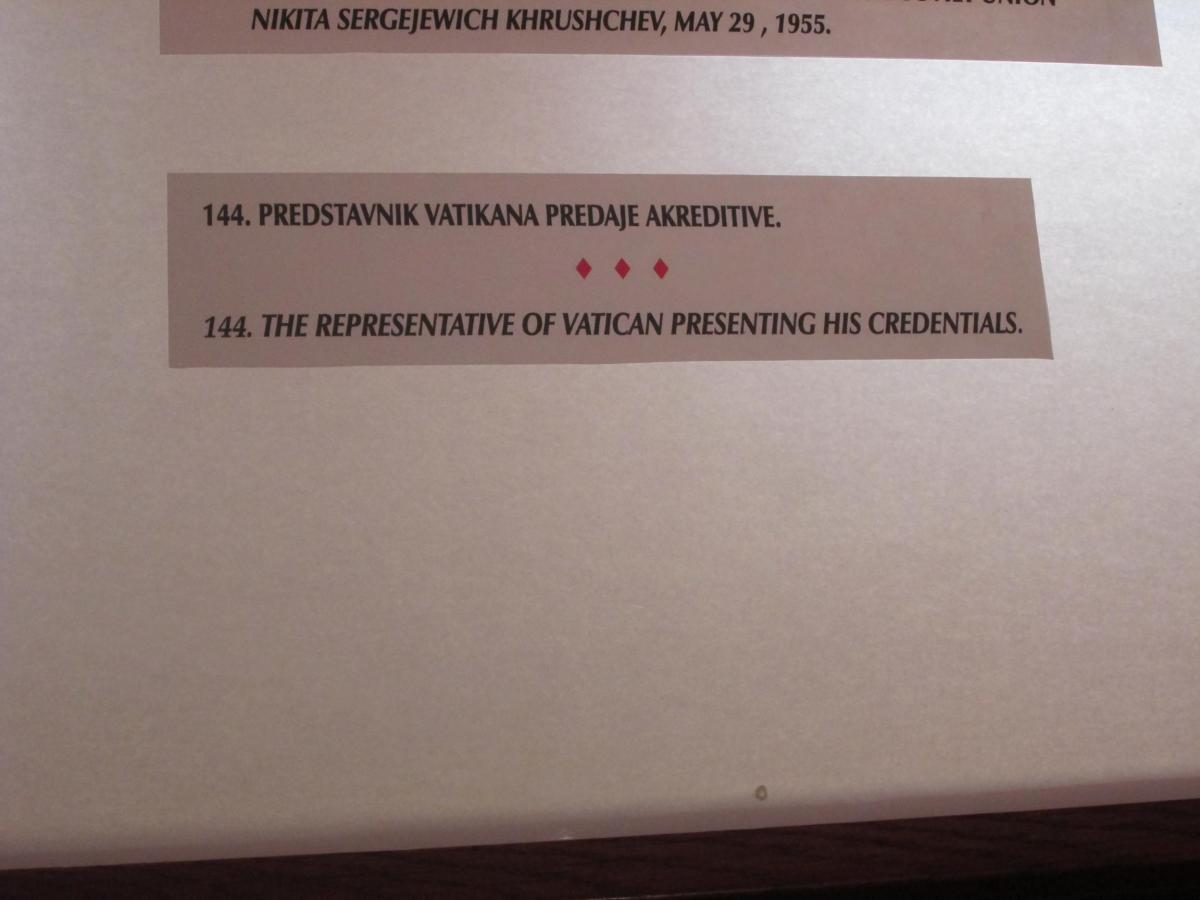 UNION
NIKITA SERGEJEWICH KHRUSHCHEV, MAY 29 , 1955.
144. PREDSTAVNIK VATIKANA PREDAJE AKREDITIVE.
144. THE REPRESENTATIVE OF VATICAN PRESENTING HIS CREDENTIALS.